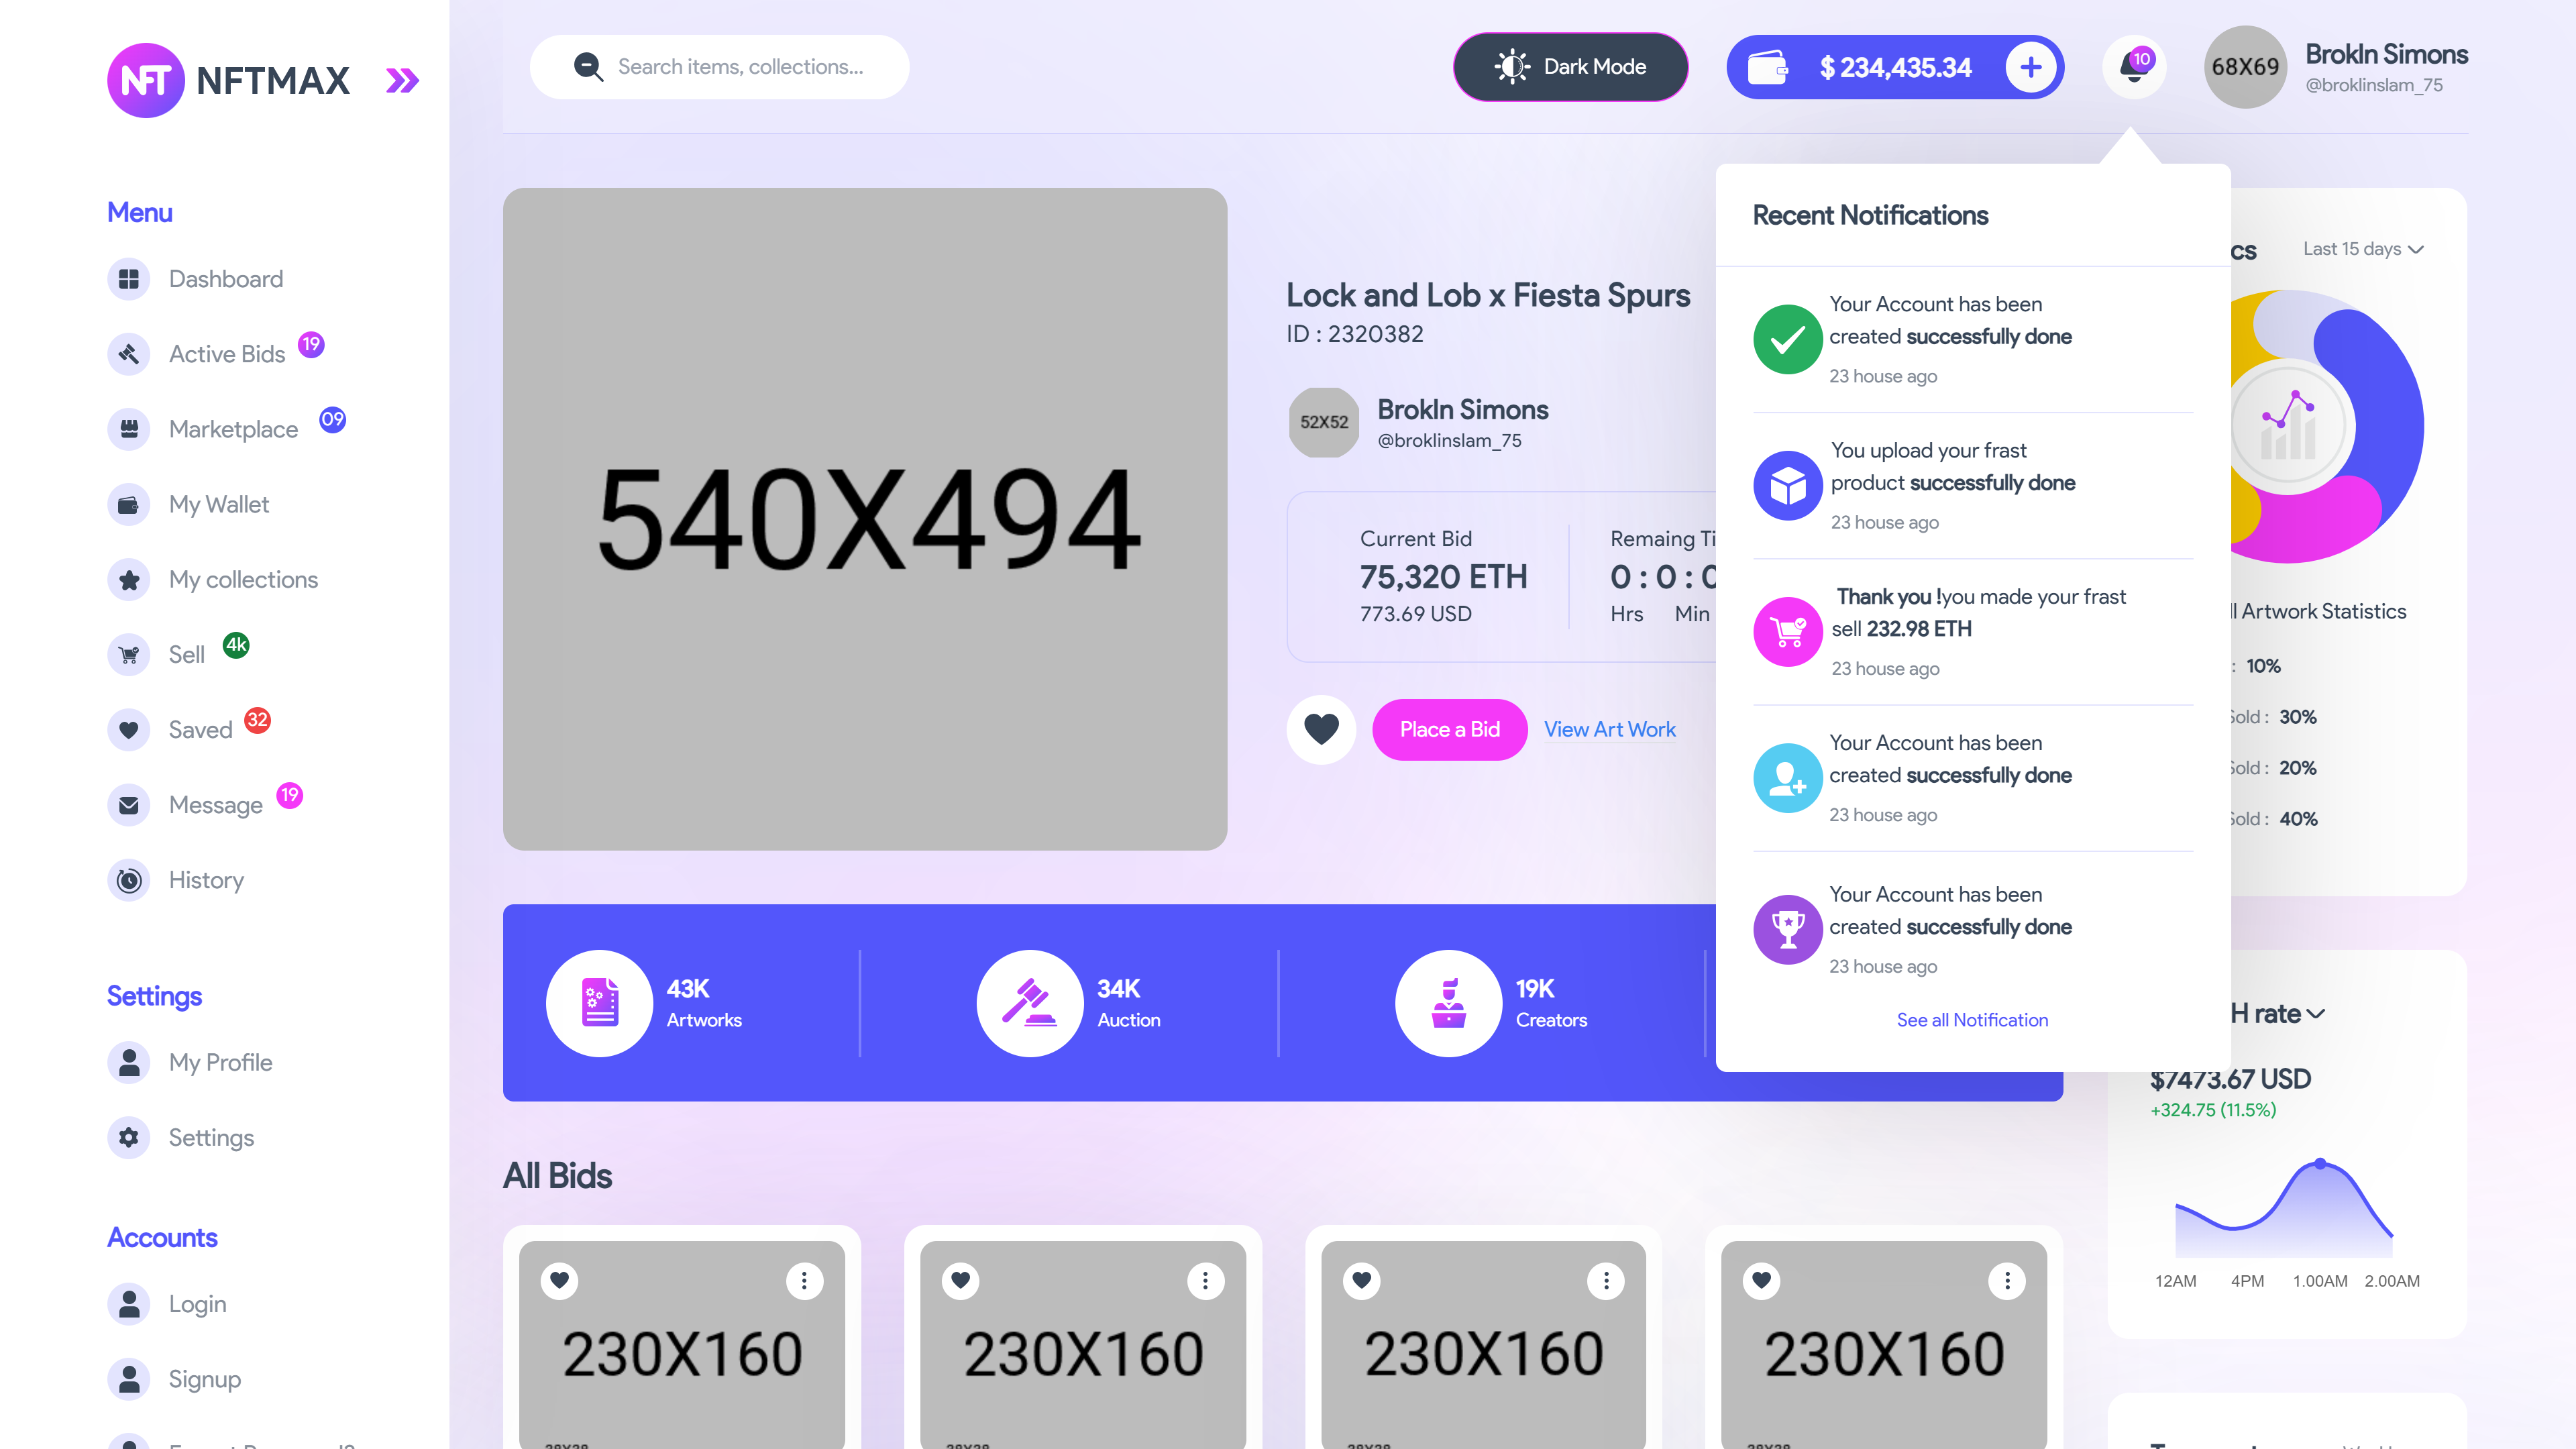 NFT NFTMAX
Menu
Dashboard
Active Bids 19
Marketplace 09
My Wallet
My collections
Sell 4k
Saved 32
Message 19
History
Settings
My Profile
Settings
Accounts
Login
Signup
Search items, collections...
Dark Mode
$ 234,435.34
10
68X69
Brokln Simons
@broklinslam_75
540X494
Lock and Lob x Fiesta Spurs
ID : 2320382
52X52
Brokln Simons
@broklinslam_75
Current Bid
75,320 ETH
773.69 USD
Remaing Ti
0 : 0 : 0
Hrs Min
Place a Bid
View Art Work
Recent Notifications
Your Account has been
created successfully done
23 house ago
You upload your frast
product successfully done
23 house ago
Thank you !you made your frast
sell 232.98 ETH
23 house ago
Your Account has been
created successfully done
23 house ago
Your Account has been
created successfully done
23 house ago
See all Notification
cs
Last 15 days
Artwork Statistics
: 10%
Sold : 30%
Sold : 20%
Sold : 40%
43K
Artworks
34K
Auction
19K
Creators
H rate
$7473.67 USD
+324.75 (11.5%)
12AM 4PM 1.00AM 2.00AM
All Bids
230X160
230X160
230X160
230X160